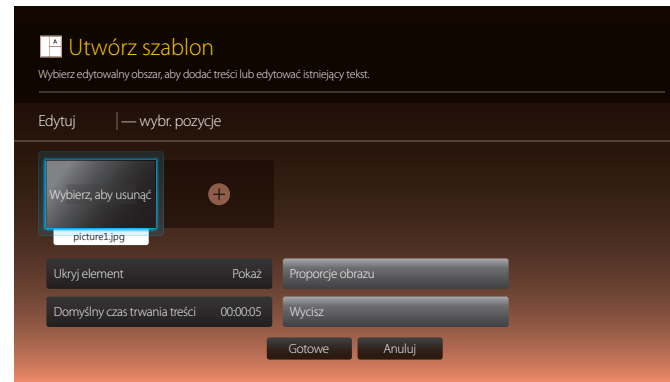 Utwórz szablon
Wybierz edytowalny obszar, aby dodać treści lub edytować istniejący tekst.
Edytuj | — wybr. pozycje
Wybierz, aby usunąć
picture1.jpg
Ukryj element Pokaż Proporcje obrazu
Domyślny czas trwania treści 00:00:05 Wycisz
Gotowe Anuluj